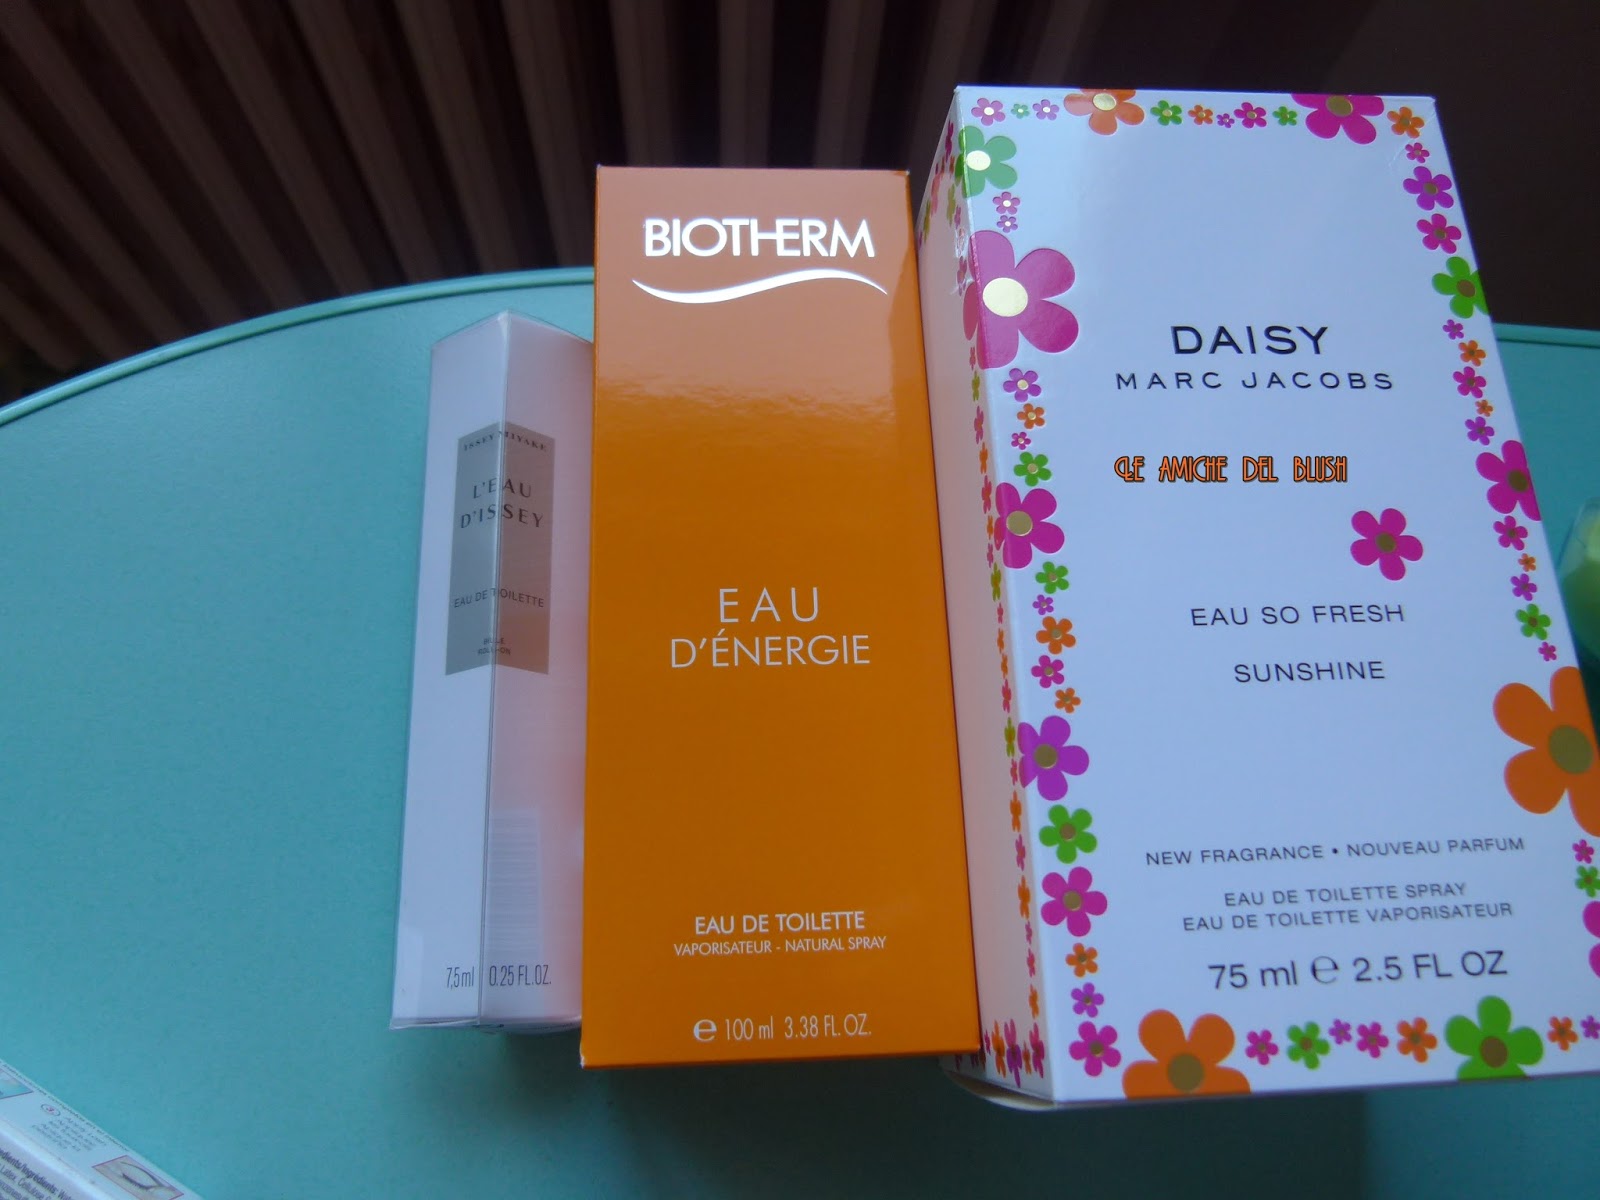 ISSEY MIYAKE
L'EAU
D'ISSEY
EAU DE TOILETTE
ROLL-ON
7,5ml 0.25 FL.OZ.
BIOTHERM
EAU
D'ÉNERGIE
EAU DE TOILETTE
VAPORISATEUR - NATURAL SPRAY
e 100 ml 3.38 FL. OZ.
DAISY
MARC JACOBS
LE AMICHE DEL BLUSH
EAU SO FRESH
SUNSHINE
NEW FRAGRANCE • NOUVEAU PARFUM
EAU DE TOILETTE SPRAY
EAU DE TOILETTE VAPORISATEUR
75 ml e 2.5 FL OZ